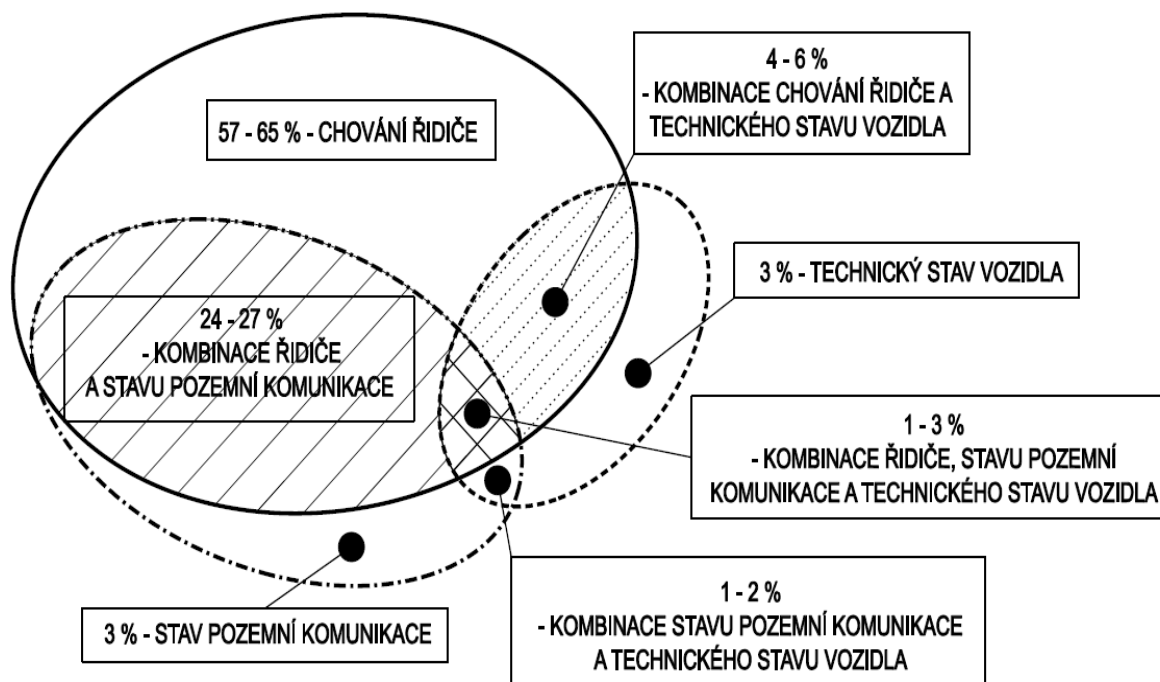 4 - 6 %
- KOMBINACE CHOVÁNÍ ŘIDIČE A
TECHNICKÉHO STAVU VOZIDLA
57 - 65 % - CHOVÁNÍ ŘIDIČE
3 % - TECHNICKÝ STAV VOZIDLA
24 - 27 %
- KOMBINACE ŘIDIČE
A STAVU POZEMNÍ KOMUNIKACE
1 - 3 %
- KOMBINACE ŘIDIČE, STAVU POZEMNÍ
KOMUNIKACE A TECHNICKÉHO STAVU VOZIDLA
1 - 2 %
- KOMBINACE STAVU POZEMNÍ KOMUNIKACE
A TECHNICKÉHO STAVU VOZIDLA
3 % - STAV POZEMNÍ KOMUNIKACE